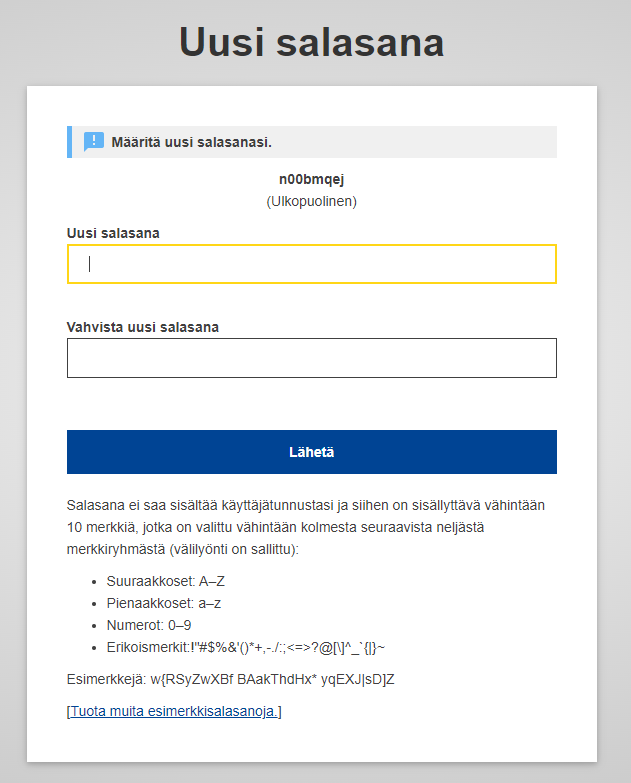 Uusi salasana
Määritä uusi salasanasi.
n00bmqej
(Ulkopuolinen)
Uusi salasana
Vahvista uusi salasana
Lähetä
Salasana ei saa sisältää käyttäjätunnustasi ja siihen on sisällyttävä vähintään
10 merkkiä, jotka on valittu vähintään kolmesta seuraavista neljästä
merkkiryhmästä (välilyönti on sallittu):
• Suuraakkoset: A–Z
• Pienaakkoset: a–z
• Numerot: 0–9
• Erikoismerkit:!"#$%&'()*+,-./:;<=>?@[\]^_`{|}~
Esimerkkejä: w{RSyZwXBf BAakThdHx* yqEXJ|sD]Z
[Tuota muita esimerkkisalasanoja.]